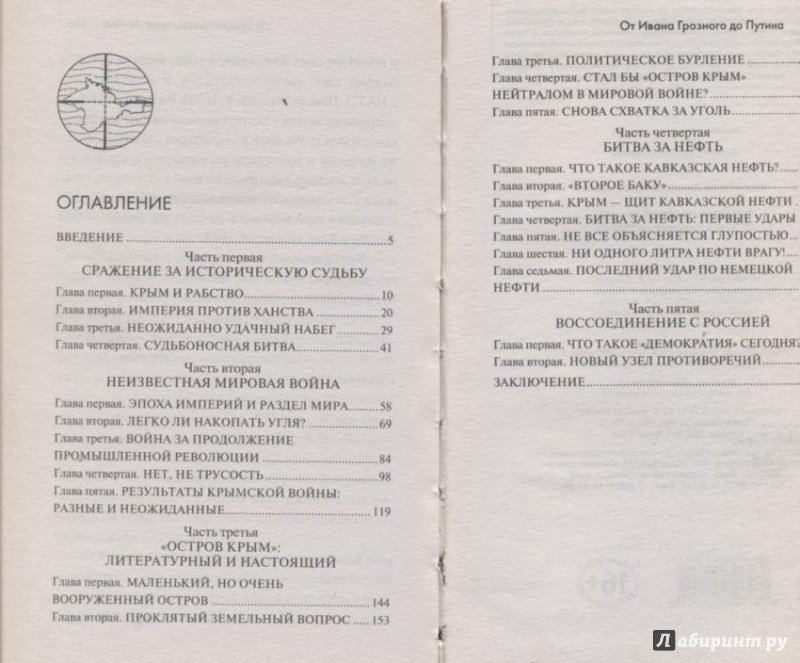 ОГЛАВЛЕНИЕ
ВВЕДЕНИЕ ..... 5
Часть первая
СРАЖЕНИЕ ЗА ИСТОРИЧЕСКУЮ СУДЬБУ
Глава первая. КРЫМ И РАБСТВО ..... 10
Глава вторая. ИМПЕРИЯ ПРОТИВ ХАНСТВА ..... 20
Глава третья. НЕОЖИДАННО УДАЧНЫЙ НАБЕГ ..... 29
Глава четвертая. СУДЬБОНОСНАЯ БИТВА ..... 41
Часть вторая
НЕИЗВЕСТНАЯ МИРОВАЯ ВОЙНА
Глава первая. ЭПОХА ИМПЕРИЙ И РАЗДЕЛ МИРА ..... 58
Глава вторая. ЛЕГКО ЛИ НАКОПАТЬ УГЛЯ? ..... 69
Глава третья. ВОЙНА ЗА ПРОДОЛЖЕНИЕ
ПРОМЫШЛЕННОЙ РЕВОЛЮЦИИ ..... 84
Глава четвертая. НЕТ, НЕ ТРУСОСТЬ ..... 98
Глава пятая. РЕЗУЛЬТАТЫ КРЫМСКОЙ ВОЙНЫ:
РАЗНЫЕ И НЕОЖИДАННЫЕ ..... 119
Часть третья
«ОСТРОВ КРЫМ»:
ЛИТЕРАТУРНЫЙ И НАСТОЯЩИЙ
Глава первая. МАЛЕНЬКИЙ, НО ОЧЕНЬ
ВООРУЖЕННЫЙ ОСТРОВ ..... 144
Глава вторая. ПРОКЛЯТЫЙ ЗЕМЕЛЬНЫЙ ВОПРОС ..... 153
От Ивана Грозного до Путина
Глава третья. ПОЛИТИЧЕСКОЕ БУРЛЕНИЕ .....
Глава четвертая. СТАЛ БЫ «ОСТРОВ КРЫМ»
НЕЙТРАЛОМ В МИРОВОЙ ВОЙНЕ? .....
Глава пятая. СНОВА СХВАТКА ЗА УГОЛЬ .....
Часть четвертая
БИТВА ЗА НЕФТЬ
Глава первая. ЧТО ТАКОЕ КАВКАЗСКАЯ НЕФТЬ? .....
Глава вторая. «ВТОРОЕ БАКУ» .....
Глава третья. КРЫМ — ЩИТ КАВКАЗСКОЙ НЕФТИ .
Глава четвертая. БИТВА ЗА НЕФТЬ: ПЕРВЫЕ УДАРЫ
Глава пятая. НЕ ВСЕ ОБЪЯСНЯЕТСЯ ГЛУПОСТЬЮ .....
Глава шестая. НИ ОДНОГО ЛИТРА НЕФТИ ВРАГУ! .....
Глава седьмая. ПОСЛЕДНИЙ УДАР ПО НЕМЕЦКОЙ
НЕФТИ .....
Часть пятая
ВОССОЕДИНЕНИЕ С РОССИЕЙ
Глава первая. ЧТО ТАКОЕ «ДЕМОКРАТИЯ» СЕГОДНЯ?
Глава вторая. НОВЫЙ УЗЕЛ ПРОТИВОРЕЧИЙ .....
ЗАКЛЮЧЕНИЕ .....
16+
Лабиринт.ру